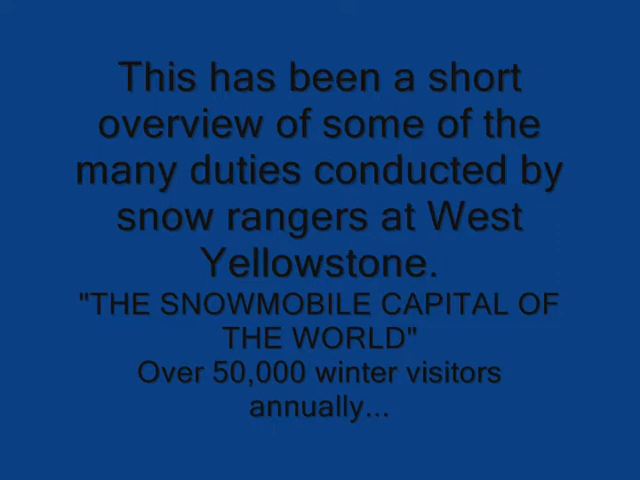 This has been a short
overview of some of the
many duties conducted by
snow rangers at West
Yellowstone.
"THE SNOWMOBILE CAPITAL OF
THE WORLD"
Over 50,000 winter visitors
annually...